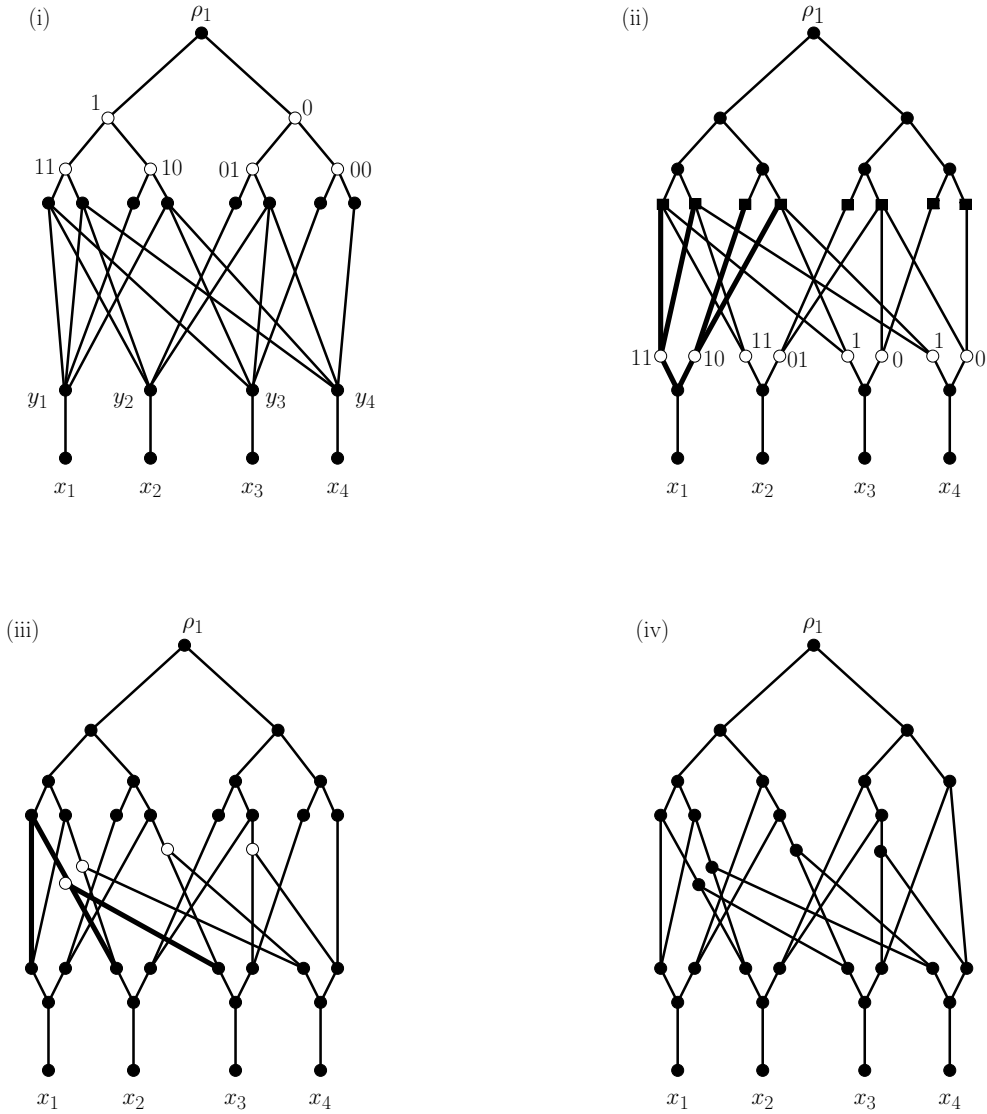 (i)
ρ₁
1
0
11
10
01
00
y₁
y₂
y₃
y₄
x₁
x₂
x₃
x₄
(ii)
ρ₁
11
10
11
01
1
0
1
0
x₁
x₂
x₃
x₄
(iii)
ρ₁
x₁
x₂
x₃
x₄
(iv)
ρ₁
x₁
x₂
x₃
x₄